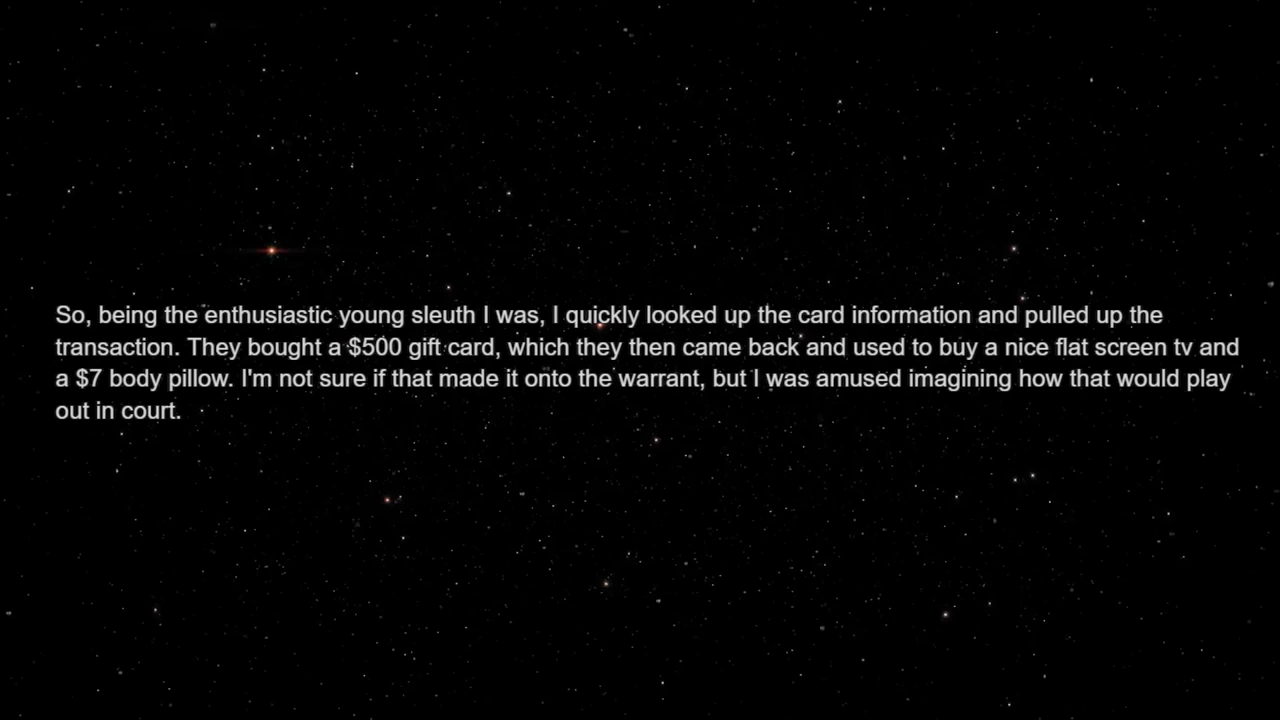 So, being the enthusiastic young sleuth I was, I quickly looked up the card information and pulled up the
transaction. They bought a $500 gift card, which they then came back and used to buy a nice flat screen tv and
a $7 body pillow. I'm not sure if that made it onto the warrant, but I was amused imagining how that would play
out in court.